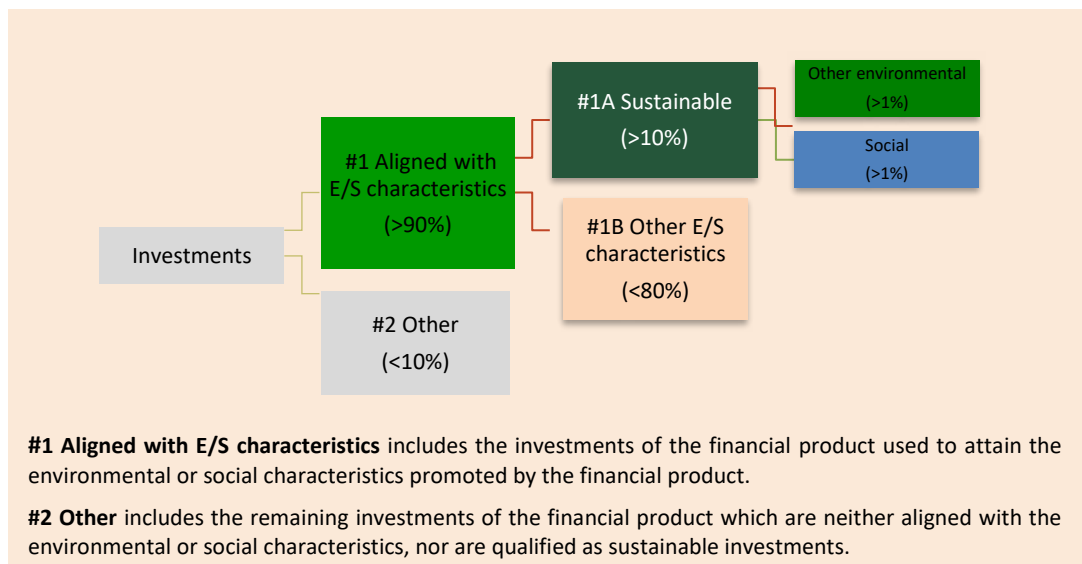 Other environmental
(>1%)
#1A Sustainable
(>10%)
Social
(>1%)
#1 Aligned with
E/S characteristics
(>90%)
#1B Other E/S
characteristics
(<80%)
Investments
#2 Other
(<10%)
#1 Aligned with E/S characteristics includes the investments of the financial product used to attain the
environmental or social characteristics promoted by the financial product.
#2 Other includes the remaining investments of the financial product which are neither aligned with the
environmental or social characteristics, nor are qualified as sustainable investments.